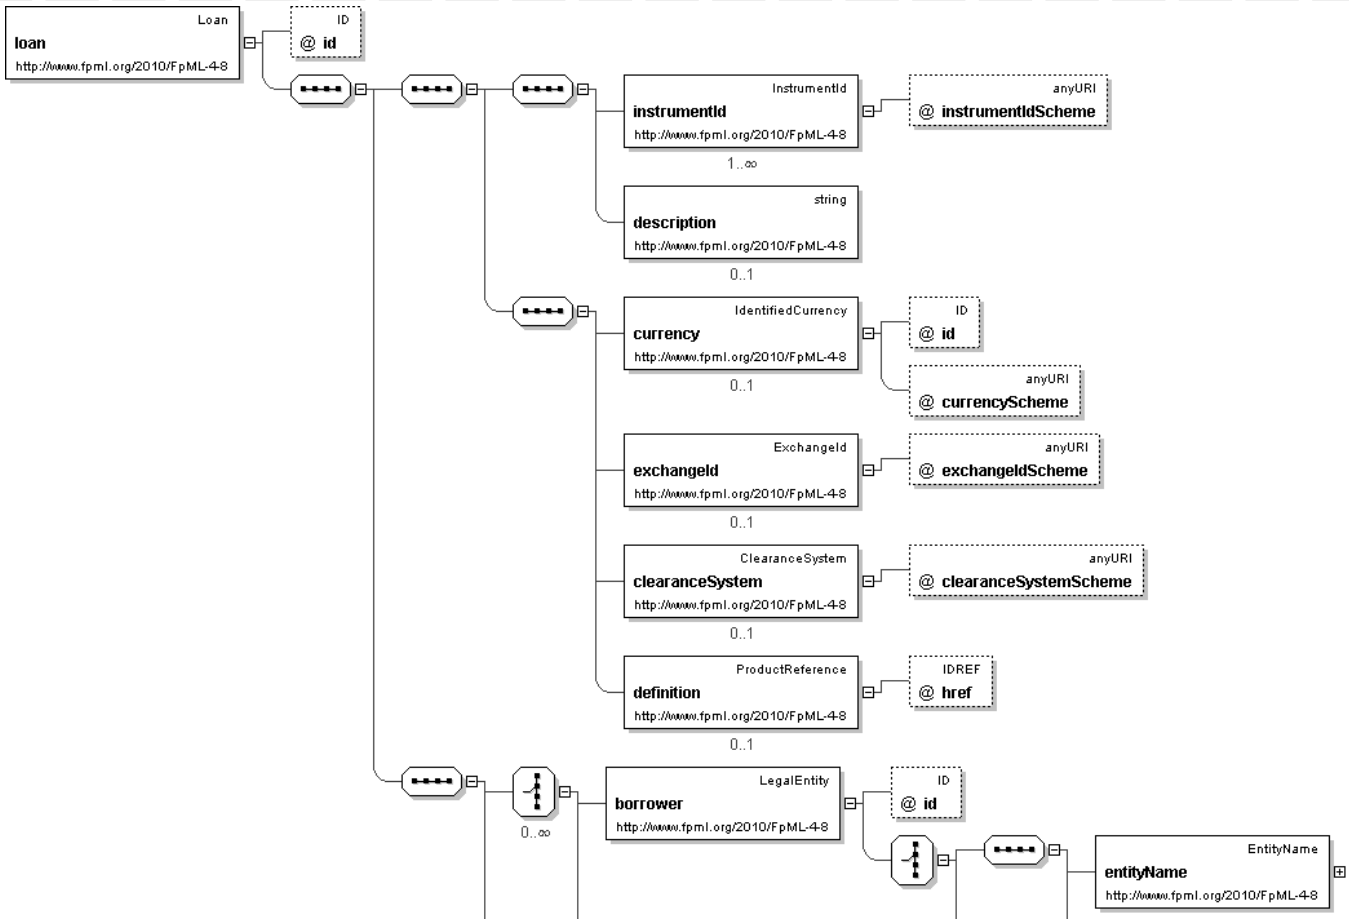 Loan
loan
http://www.fpml.org/2010/FpML-4-8
ID
@ id
InstrumentId
instrumentId
http://www.fpml.org/2010/FpML-4-8
1..∞
anyURI
@ instrumentIdScheme
string
description
http://www.fpml.org/2010/FpML-4-8
0..1
IdentifiedCurrency
currency
http://www.fpml.org/2010/FpML-4-8
0..1
ID
@ id
anyURI
@ currencyScheme
ExchangeId
exchangeId
http://www.fpml.org/2010/FpML-4-8
0..1
anyURI
@ exchangeIdScheme
ClearanceSystem
clearanceSystem
http://www.fpml.org/2010/FpML-4-8
0..1
anyURI
@ clearanceSystemScheme
ProductReference
definition
http://www.fpml.org/2010/FpML-4-8
0..1
IDREF
@ href
0..∞
LegalEntity
borrower
http://www.fpml.org/2010/FpML-4-8
ID
@ id
EntityName
entityName
http://www.fpml.org/2010/FpML-4-8